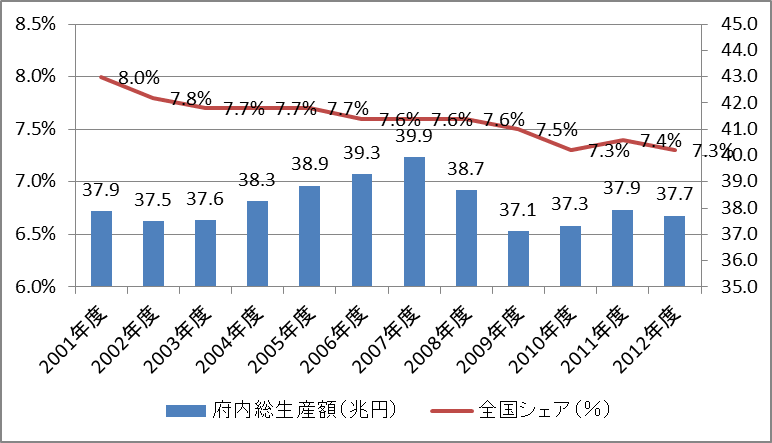 8.5%
8.0%
7.5%
7.0%
6.5%
6.0%
45.0
44.0
43.0
42.0
41.0
40.0
39.0
38.0
37.0
36.0
35.0
8.0%
7.8%
7.7%
7.7%
7.7%
7.6%
7.6%
7.6%
7.5%
7.3%
7.4%
7.3%
37.9
37.5
37.6
38.3
38.9
39.3
39.9
38.7
37.1
37.3
37.9
37.7
2001年度
2002年度
2003年度
2004年度
2005年度
2006年度
2007年度
2008年度
2009年度
2010年度
2011年度
2012年度
府内総生産額(兆円)
全国シェア(%)